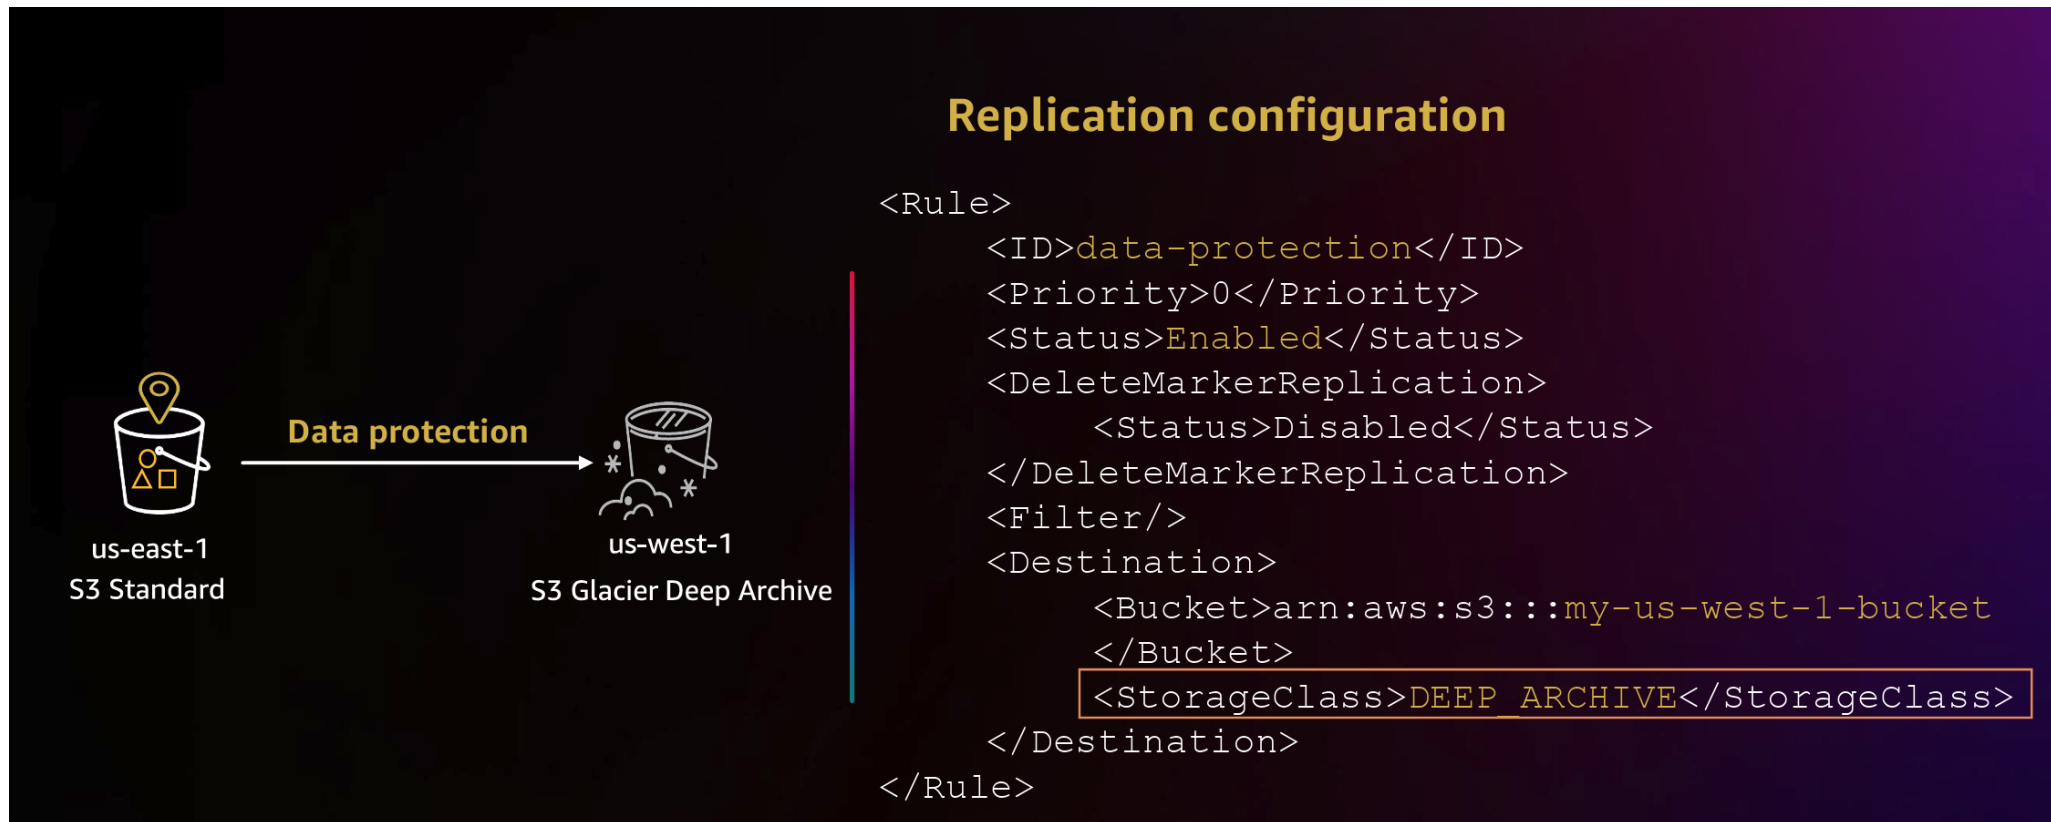 Replication configuration
<Rule>
<ID>data-protection</ID>
<Priority>0</Priority>
<Status>Enabled</Status>
<DeleteMarkerReplication>
<Status>Disabled</Status>
</DeleteMarkerReplication>
<Filter/>
<Destination>
<Bucket>arn:aws:s3:::my-us-west-1-bucket
</Bucket>
<StorageClass>DEEP_ARCHIVE</StorageClass>
</Destination>
</Rule>
Data protection
us-east-1
S3 Standard
us-west-1
S3 Glacier Deep Archive